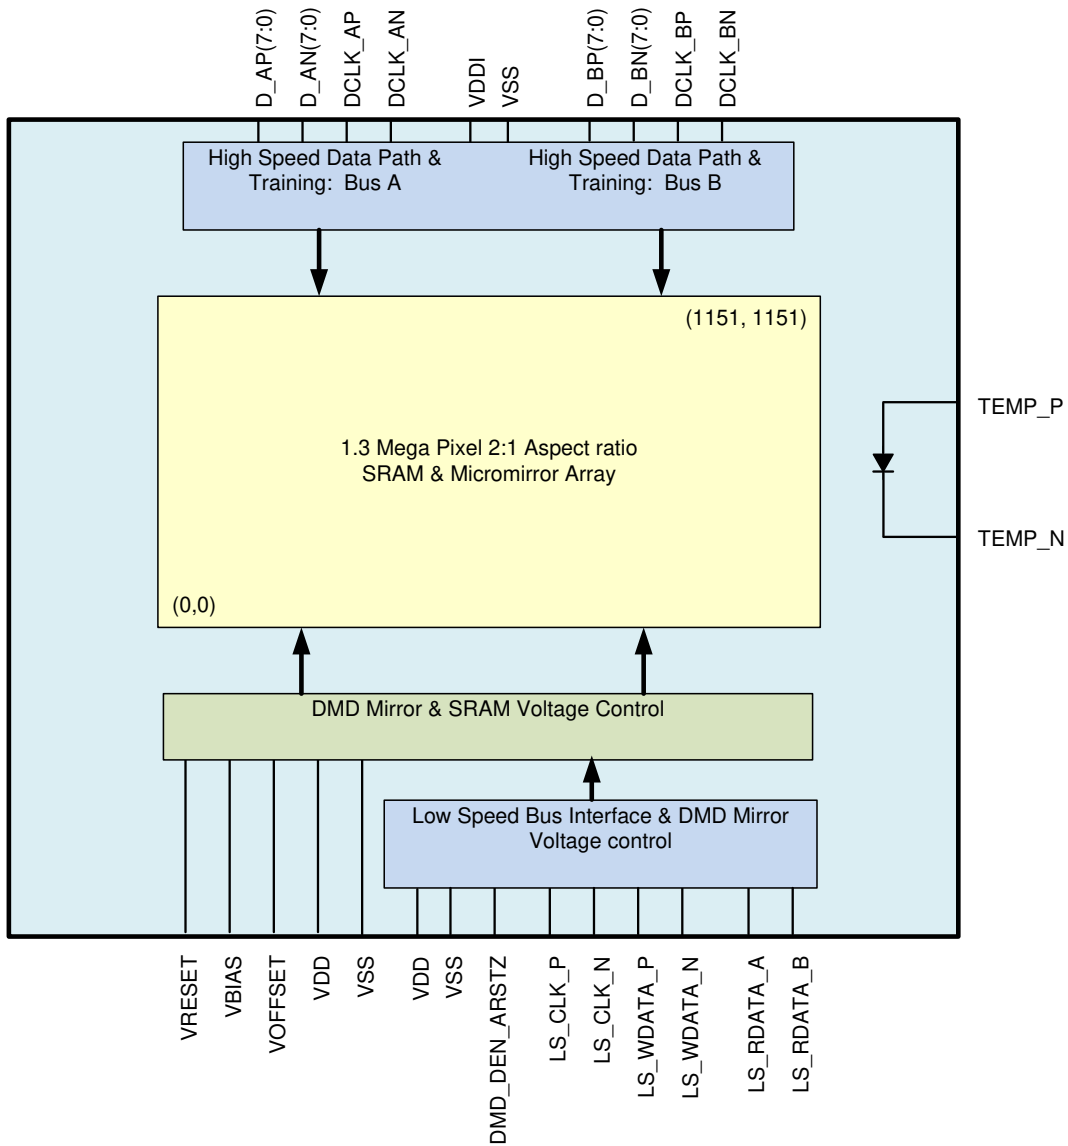 D_AP(7:0)
D_AN(7:0)
DCLK_AP
DCLK_AN
VDDI
VSS
D_BP(7:0)
D_BN(7:0)
DCLK_BP
DCLK_BN
High Speed Data Path &
Training:  Bus A
High Speed Data Path &
Training:  Bus B
(1151, 1151)
1.3 Mega Pixel 2:1 Aspect ratio
SRAM & Micromirror Array
(0,0)
TEMP_P
TEMP_N
DMD Mirror & SRAM Voltage Control
Low Speed Bus Interface & DMD Mirror
Voltage control
VRESET
VBIAS
VOFFSET
VDD
VSS
VDD
VSS
DMD_DEN_ARSTZ
LS_CLK_P
LS_CLK_N
LS_WDATA_P
LS_WDATA_N
LS_RDATA_A
LS_RDATA_B